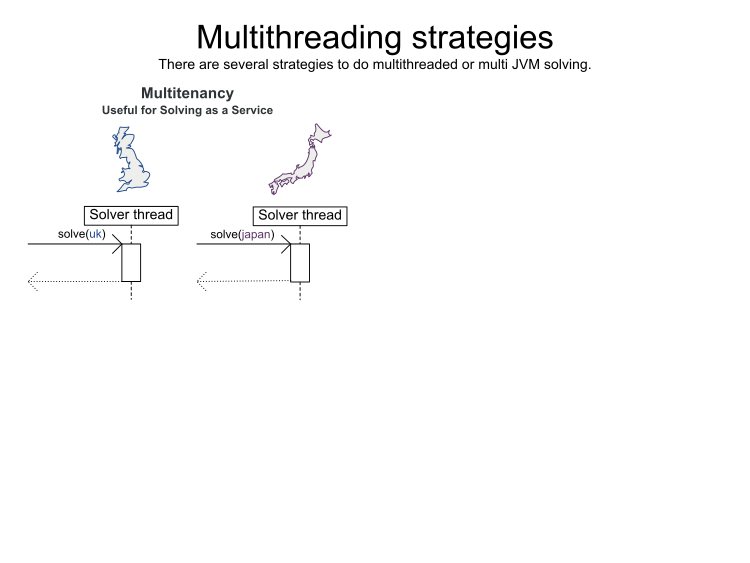 Multithreading strategies
There are several strategies to do multithreaded or multi JVM solving.
Multitenancy
Useful for Solving as a Service
Solver thread
Solver thread
solve(uk)
solve(japan)